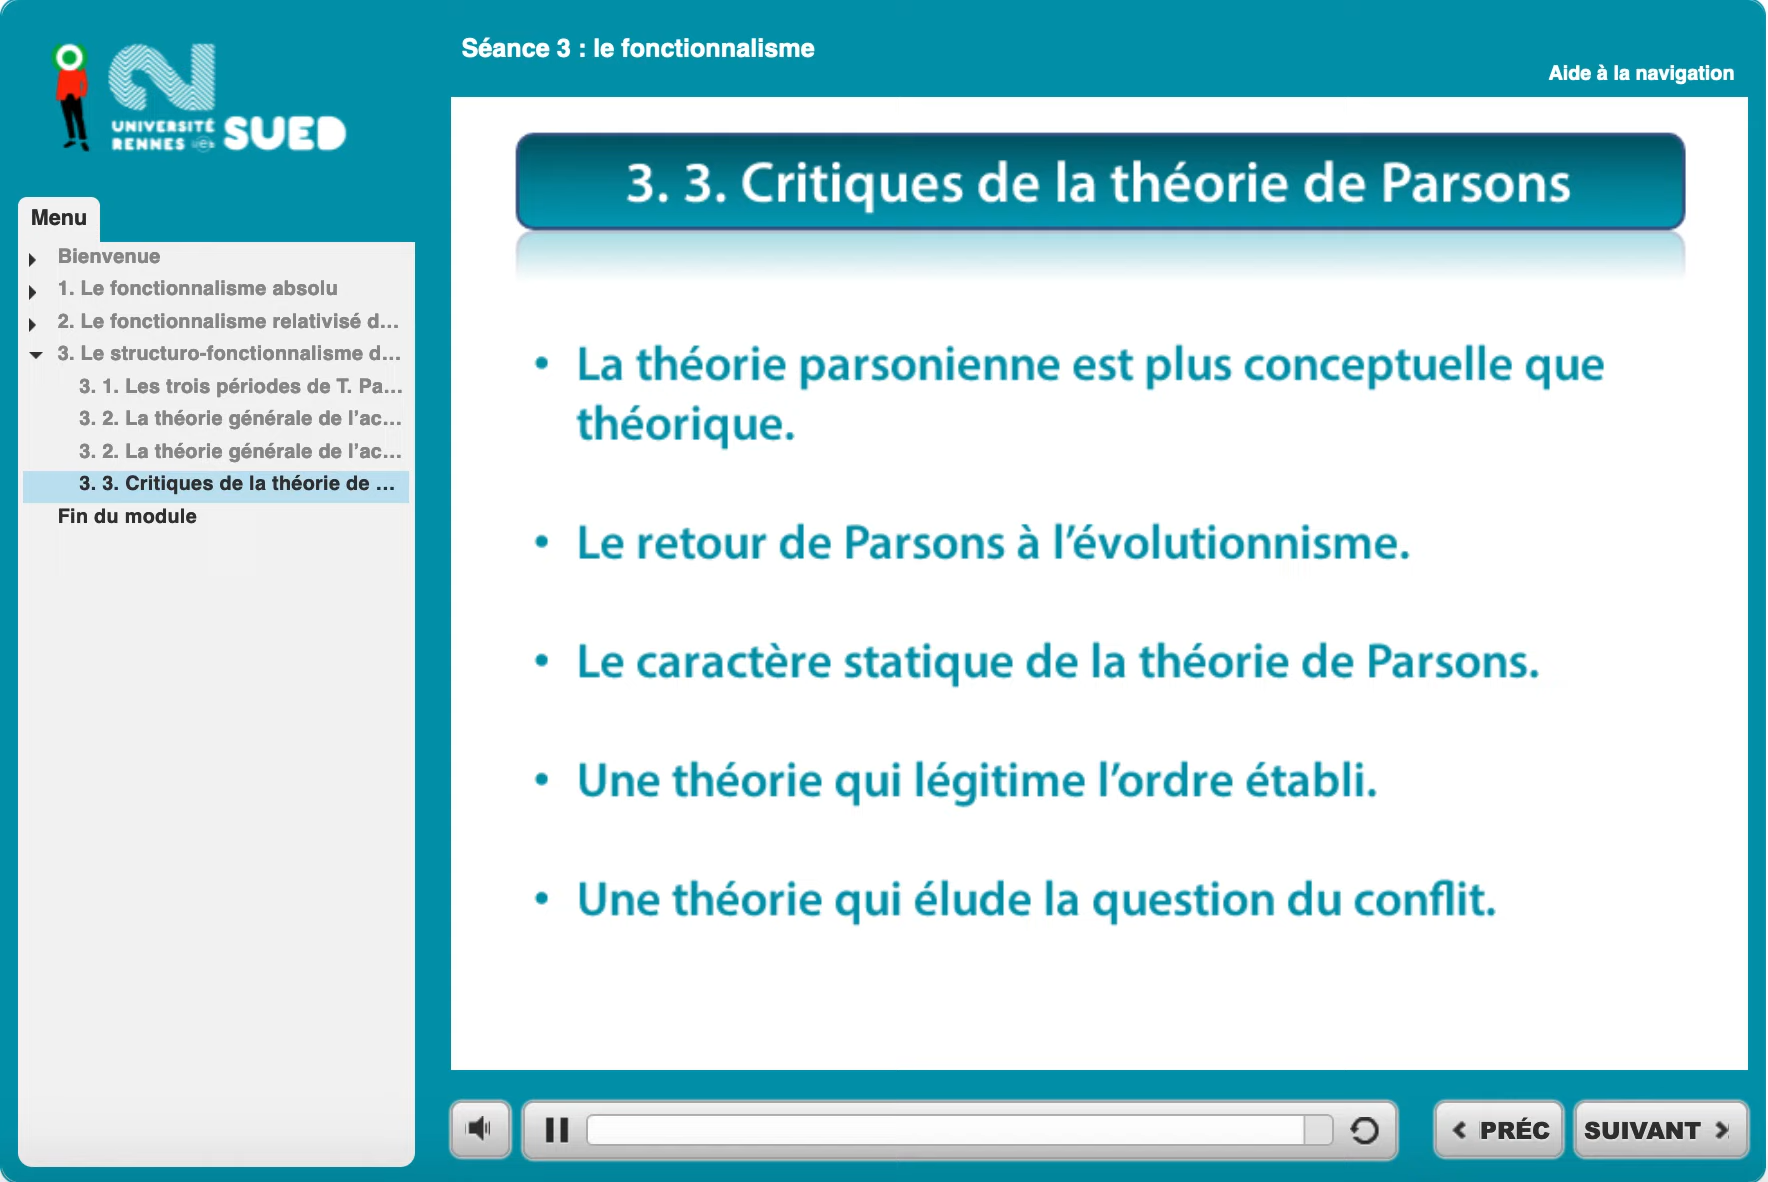 UNIVERSITÉ
RENNES
SUED
Séance 3 : le fonctionnalisme
Aide à la navigation
Menu
Bienvenue
1. Le fonctionnalisme absolu
2. Le fonctionnalisme relativisé d...
3. Le structuro-fonctionnalisme d...
3. 1. Les trois périodes de T. Pa...
3. 2. La théorie générale de l'ac...
3. 2. La théorie générale de l'ac...
3. 3. Critiques de la théorie de ...
Fin du module
3. 3. Critiques de la théorie de Parsons
• La théorie parsonienne est plus conceptuelle que
théorique.
• Le retour de Parsons à l'évolutionnisme.
• Le caractère statique de la théorie de Parsons.
• Une théorie qui légitime l'ordre établi.
• Une théorie qui élude la question du conflit.
PRÉC
SUIVANT